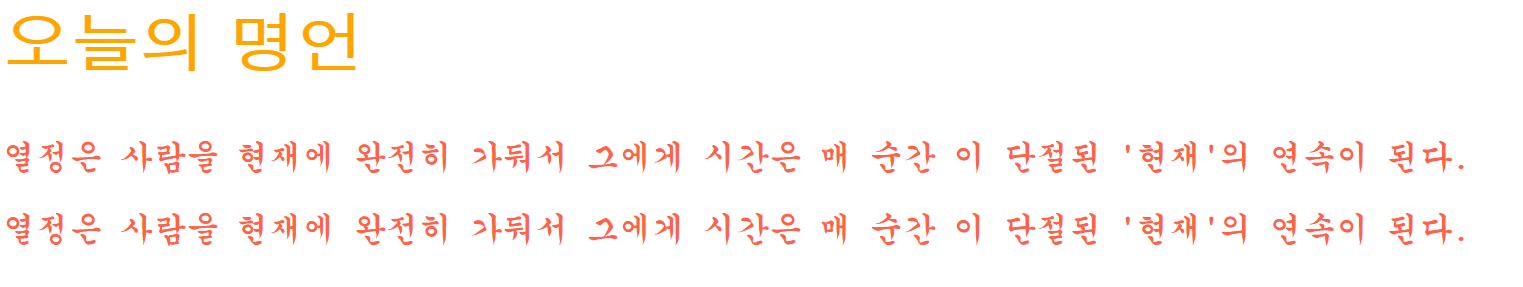 오늘의 명언
열정은 사람을 현재에 완전히 가둬서 그에게 시간은 매 순간 이 단절된 '현재'의 연속이 된다.
열정은 사람을 현재에 완전히 가둬서 그에게 시간은 매 순간 이 단절된 '현재'의 연속이 된다.